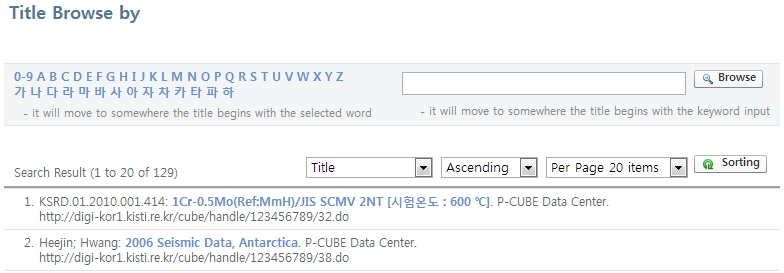 Title Browse by
0-9 A B C D E F G H I J K L M N O P Q R S T U V W X Y Z
가 나 다 라 마 바 사 아 자 차 카 타 파 하
Browse
- it will move to somewhere the title begins with the selected word
- it will move to somewhere the title begins with the keyword input
Search Result (1 to 20 of 129)
Title
Ascending
Per Page 20 items
Sorting
1. KSRD.01.2010.001.414: 1Cr-0.5Mo(Ref:MmH)/JIS SCMV 2NT [시험온도 : 600 ℃]. P-CUBE Data Center.
http://digi-kor1.kisti.re.kr/cube/handle/123456789/32.do
2. Heejin; Hwang: 2006 Seismic Data, Antarctica. P-CUBE Data Center.
http://digi-kor1.kisti.re.kr/cube/handle/123456789/38.do